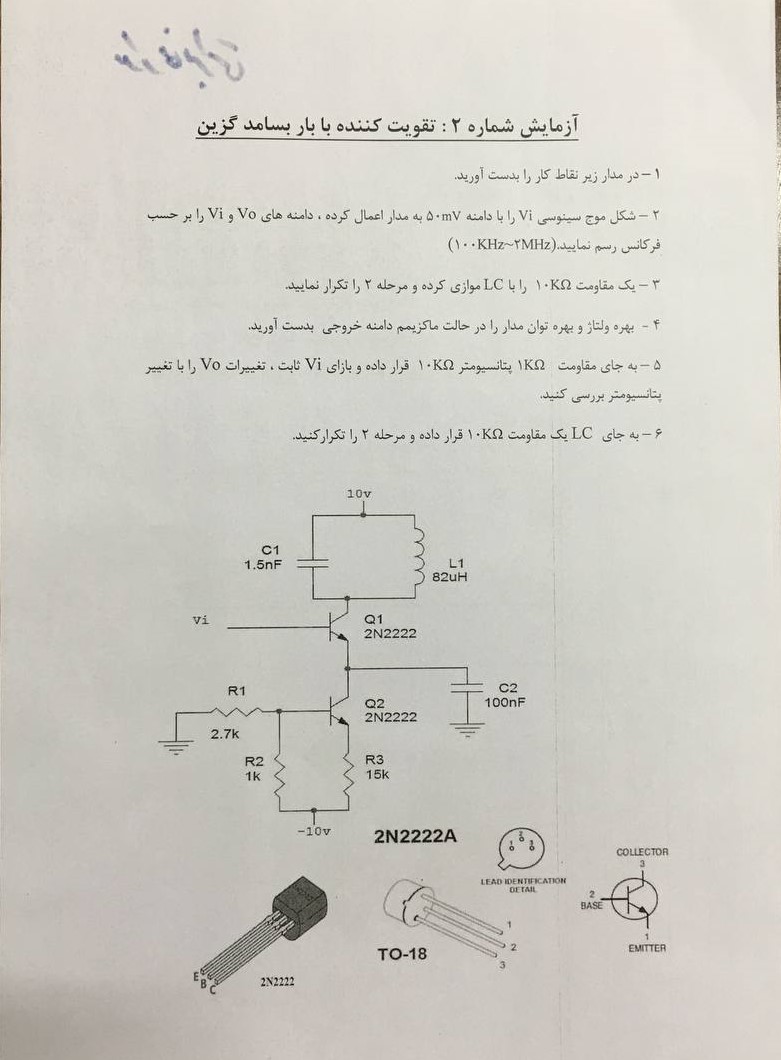 آزمایش شماره ۲ : تقویت کننده با بار بسامد گزین
۱ – در مدار زیر نقاط کار را بدست آورید.
۲ – شکل موج سینوسی Vi را با دامنه ۵۰mV به مدار اعمال کرده ، دامنه های Vo و Vi را بر حسب
فرکانس رسم نمایید.(۱۰۰KHz~۲MHz)
۳ – یک مقاومت ۱۰KΩ را با LC موازی کرده و مرحله ۲ را تکرار نمایید.
۴ - بهره ولتاژ و بهره توان مدار را در حالت ماکزیمم دامنه خروجی بدست آورید.
۵ – به جای مقاومت ۱KΩ پتانسیومتر ۱۰KΩ قرار داده و بازای Vi ثابت ، تغییرات Vo را با تغییر
پتانسیومتر بررسی کنید.
۶ – به جای LC یک مقاومت ۱۰KΩ قرار داده و مرحله ۲ را تکرارکنید.
10v
C1
1.5nF
L1
82uH
Vi
Q1
2N2222
R1
2.7k
Q2
2N2222
C2
100nF
R2
1k
R3
15k
-10v
2N2222A
1
2
3
LEAD IDENTIFICATION
DETAIL
COLLECTOR
3
2
BASE
1
EMITTER
E
B
C
2N2222
TO-18
1
2
3